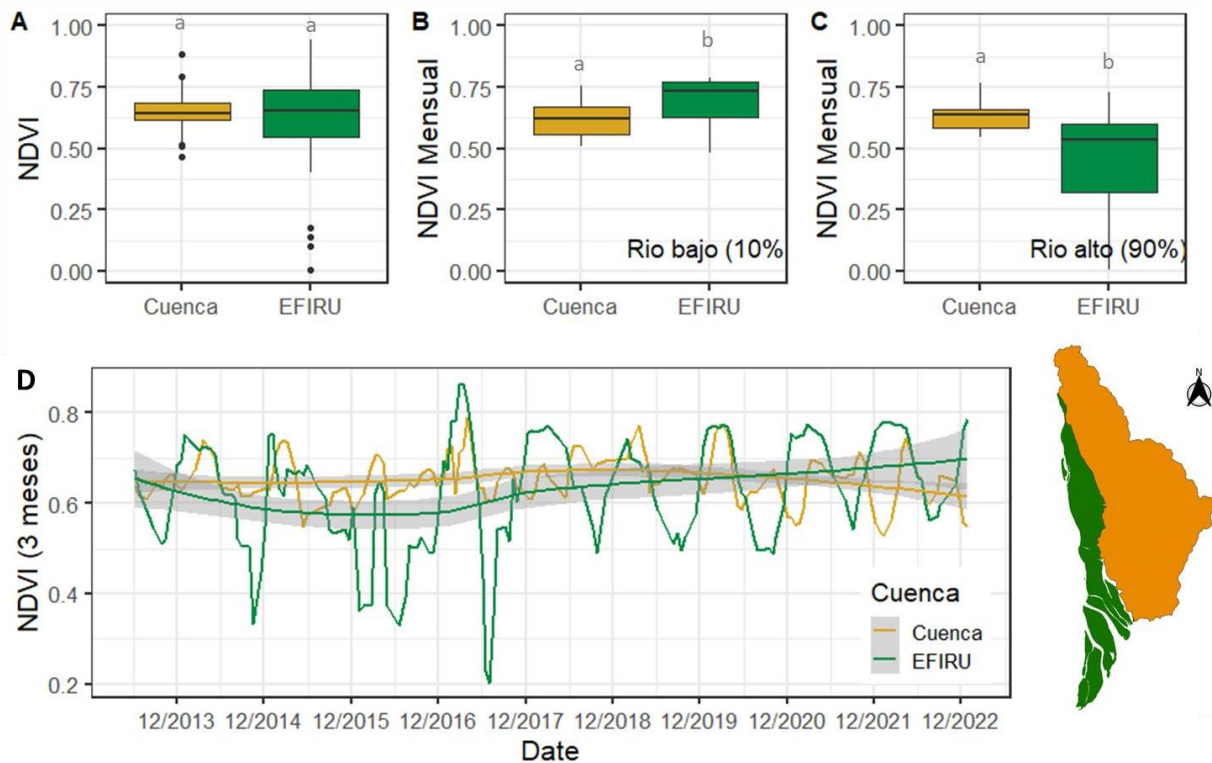 A
NDVI
1.00
0.75
0.50
0.25
0.00
a
a
Cuenca
EFIRU
B
NDVI Mensual
1.00
0.75
0.50
0.25
0.00
a
b
Rio bajo (10%
Cuenca
EFIRU
C
NDVI Mensual
1.00
0.75
0.50
0.25
0.00
a
b
Rio alto (90%)
Cuenca
EFIRU
D
NDVI (3 meses)
0.8
0.6
0.4
0.2
Cuenca
Cuenca
EFIRU
12/2013 12/2014 12/2015 12/2016 12/2017 12/2018 12/2019 12/2020 12/2021 12/2022
Date
N